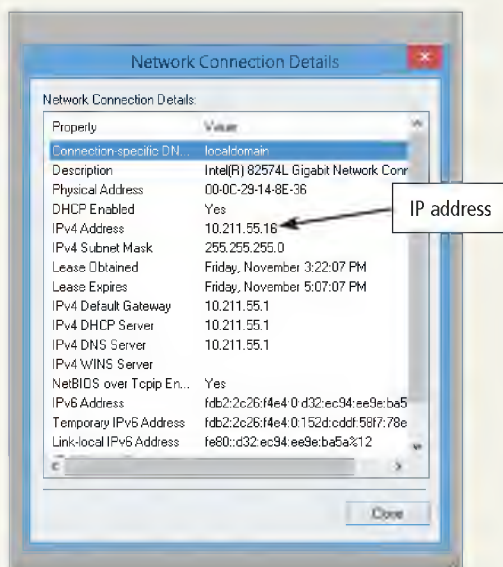 Network Connection Details
Network Connection Details:
Property Value
Connection-specific DN... localdomain
Description Intel(R) 82574L Gigabit Network Conr
Physical Address 00-0C-29-14-8E-36
DHCP Enabled Yes
IPv4 Address 10.211.55.16
IP address
IPv4 Subnet Mask 255.255.255.0
Lease Obtained Friday, November 3:22:07 PM
Lease Expires Friday, November 5:07:07 PM
IPv4 Default Gateway 10.211.55.1
IPv4 DHCP Server 10.211.55.1
IPv4 DNS Server 10.211.55.1
IPv4 WINS Server
NetBIOS over Tcpip En... Yes
IPv6 Address fdb2:2c26:f4e4:0:d32:ec94:ee9e:ba5
Temporary IPv6 Address fdb2:2c26:f4e4:0:152d:cddf:58f7:78e
Link-local IPv6 Address fe80::d32:ec94:ee9e:ba5a%12
Close